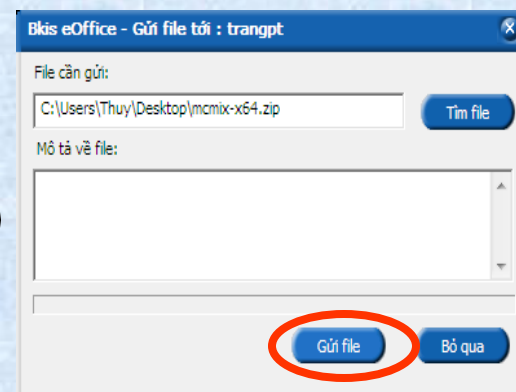 Bkis eOffice - Gửi file tới : trangpt
File cần gửi:
C:\Users\Thuy\Desktop\mcmix-x64.zip
Tìm file
Mô tả về file:
Gửi file
Bỏ qua